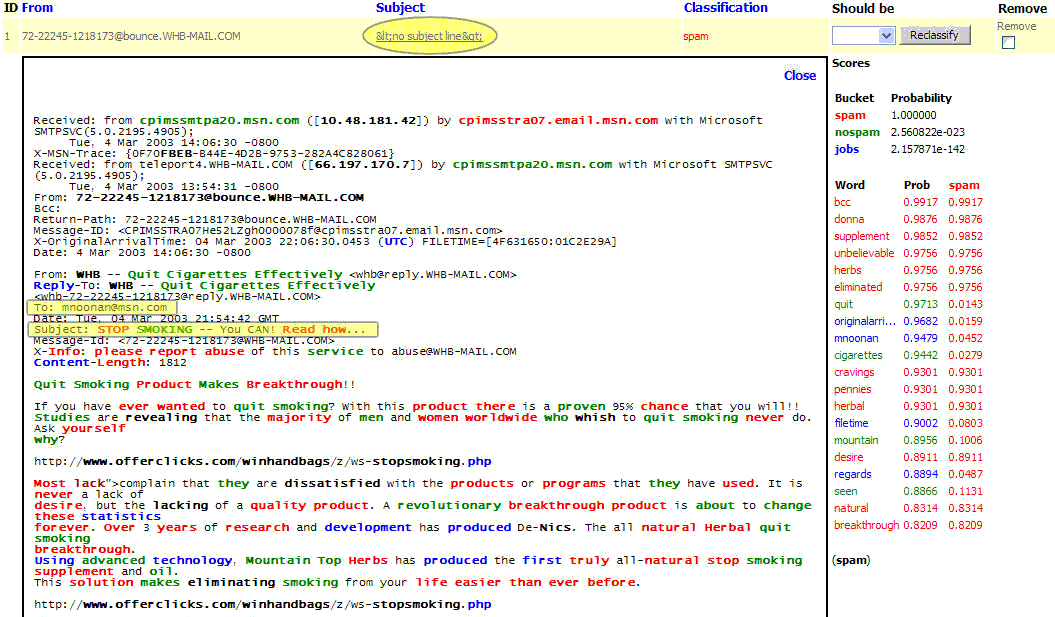 ID From Subject Classification Should be Remove
1 72-22245-1218173@bounce.WHB-MAIL.COM &lt;no subject line&gt; spam Reclassify Remove
Close
Received: from cpimssmtpa20.msn.com ([10.48.181.42]) by cpimsstra07.email.msn.com with Microsoft
SMTPSVC(5.0.2195.4905);
Tue, 4 Mar 2003 14:06:30 -0800
X-MSN-Trace: {0F70FBEB-B44E-4D2B-9753-282A4C828061}
Received: from teleport4.WHB-MAIL.COM ([66.197.170.7]) by cpimssmtpa20.msn.com with Microsoft SMTPSVC
(5.0.2195.4905);
Tue, 4 Mar 2003 13:54:31 -0800
From: 72-22245-1218173@bounce.WHB-MAIL.COM
Bcc:
Return-Path: 72-22245-1218173@bounce.WHB-MAIL.COM
Message-ID: <CPIMSSTRA07He52LZgh0000078f@cpimsstra07.email.msn.com>
X-OriginalArrivalTime: 04 Mar 2003 22:06:30.0453 (UTC) FILETIME=[4F631650:01C2E29A]
Date: 4 Mar 2003 14:06:30 -0800
From: WHB -- Quit Cigarettes Effectively <whb@reply.WHB-MAIL.COM>
Reply-To: WHB -- Quit Cigarettes Effectively
<whb-72-22245-1218173@reply.WHB-MAIL.COM>
To: mnoonan@msn.com
Date: Tue, 04 Mar 2003 21:54:42 GMT
Subject: STOP SMOKING -- You CAN! Read how...
Message-Id: <72-22245-1218173@WHB-MAIL.COM>
X-Info: please report abuse of this service to abuse@WHB-MAIL.COM
Content-Length: 1812
Quit Smoking Product Makes Breakthrough!!
If you have ever wanted to quit smoking? With this product there is a proven 95% chance that you will!!
Studies are revealing that the majority of men and women worldwide who whish to quit smoking never do.
Ask yourself
why?
http://www.offerclicks.com/winhandbags/z/ws-stopsmoking.php
Most lack">complain that they are dissatisfied with the products or programs that they have used. It is
never a lack of
desire, but the lacking of a quality product. A revolutionary breakthrough product is about to change
these statistics
forever. Over 3 years of research and development has produced De-Nics. The all natural Herbal quit
smoking
breakthrough.
Using advanced technology, Mountain Top Herbs has produced the first truly all-natural stop smoking
supplement and oil.
This solution makes eliminating smoking from your life easier than ever before.
http://www.offerclicks.com/winhandbags/z/ws-stopsmoking.php
Scores
Bucket Probability
spam 1.000000
nospam 2.560822e-023
jobs 2.157871e-142
Word Prob spam
bcc 0.9917 0.9917
donna 0.9876 0.9876
supplement 0.9852 0.9852
unbelievable 0.9756 0.9756
herbs 0.9756 0.9756
eliminated 0.9756 0.9756
quit 0.9713 0.0143
originalarri... 0.9682 0.0159
mnoonan 0.9479 0.0452
cigarettes 0.9442 0.0279
cravings 0.9301 0.9301
pennies 0.9301 0.9301
herbal 0.9301 0.9301
filetime 0.9002 0.0803
mountain 0.8956 0.1006
desire 0.8911 0.8911
regards 0.8894 0.0487
seen 0.8866 0.1131
natural 0.8314 0.8314
breakthrough 0.8209 0.8209
(spam)